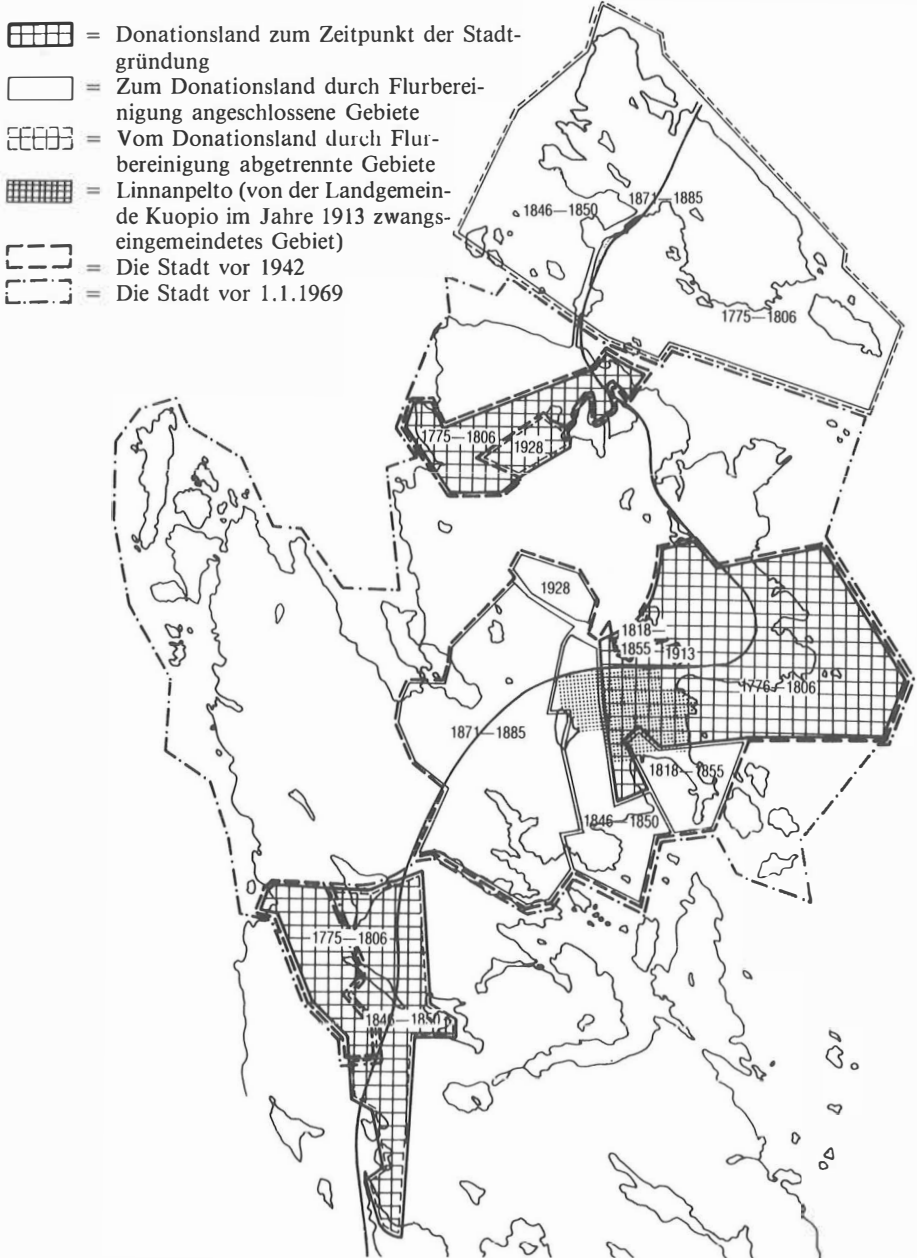 = Donationsland zum Zeitpunkt der Stadt-
gründung
= Zum Donationsland durch Flurberei-
nigung angeschlossene Gebiete
= Vom Donationsland durch Flur-
bereinigung abgetrennte Gebiete
= Linnanpelto (von der Landgemein-
de Kuopio im Jahre 1913 zwangs-
eingemeindetes Gebiet)
= Die Stadt vor 1942
= Die Stadt vor 1.1.1969
1871—1885
1846—1850
1775—1806
1775—1806
1928
1928
1818—
1855—1913
1776—1806
1871—1885
1818—1855
1846—1850
1775—1806
1846—1850